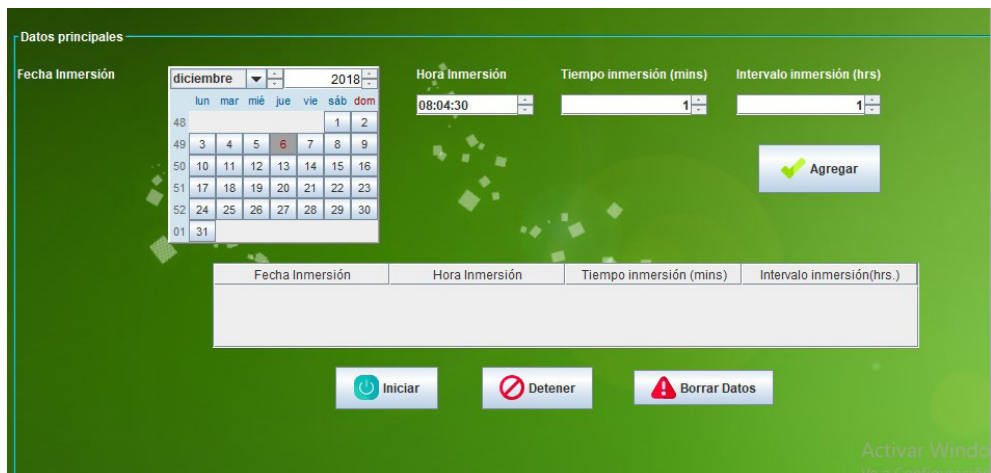 Datos principales
Fecha Inmersión
diciembre 2018
lun mar mié jue vie sáb dom
48 1 2
49 3 4 5 6 7 8 9
50 10 11 12 13 14 15 16
51 17 18 19 20 21 22 23
52 24 25 26 27 28 29 30
01 31
Hora Inmersión
08:04:30
Tiempo inmersión (mins)
1
Intervalo inmersión (hrs)
1
Agregar
Fecha Inmersión Hora Inmersión Tiempo inmersión (mins) Intervalo inmersión(hrs.)
Iniciar Detener Borrar Datos
Activar Windo